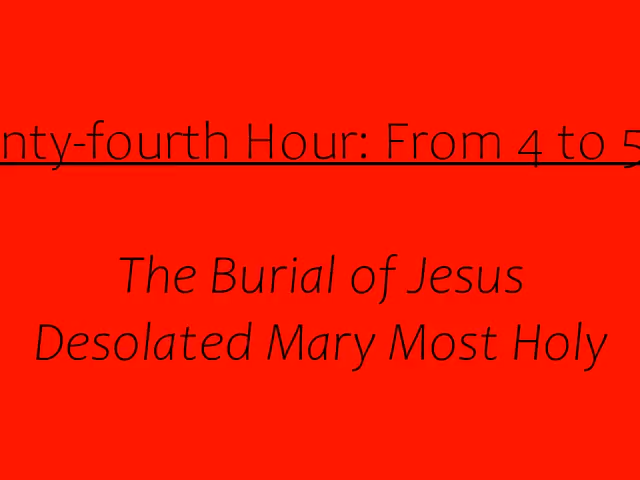 nty-fourth Hour: From 4 to 5
The Burial of Jesus
Desolated Mary Most Holy